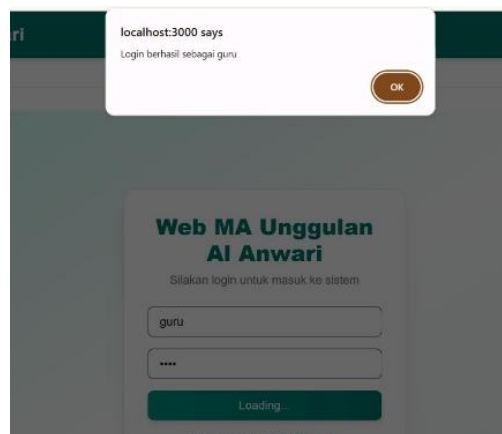 ri
localhost:3000 says
Login berhasil sebagai guru
OK
Web MA Unggulan
Al Anwari
Silakan login untuk masuk ke sistem
guru
••••
Loading...